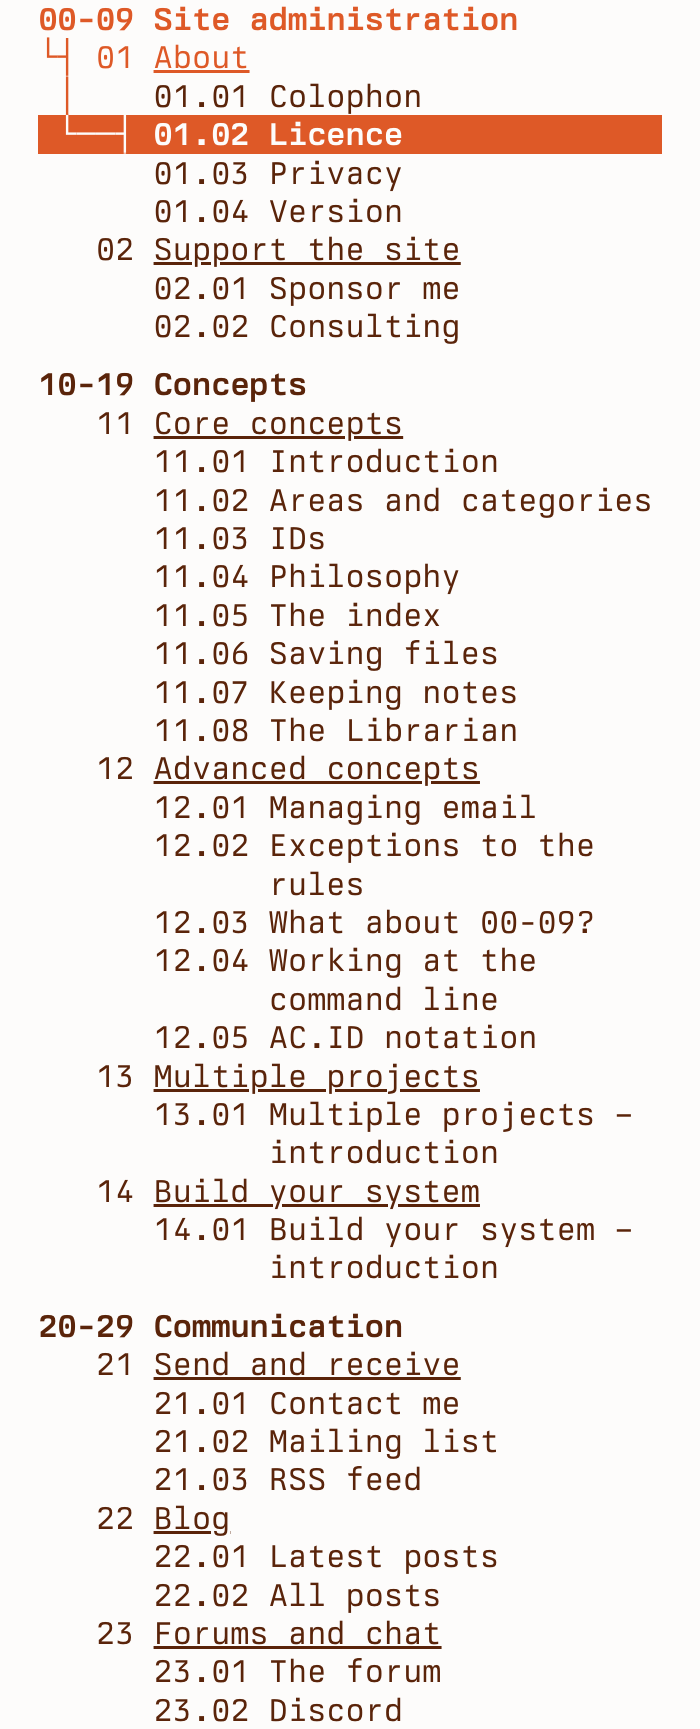 00-09 Site administration
01 About
01.01 Colophon
01.02 Licence
01.03 Privacy
01.04 Version
02 Support the site
02.01 Sponsor me
02.02 Consulting
10-19 Concepts
11 Core concepts
11.01 Introduction
11.02 Areas and categories
11.03 IDs
11.04 Philosophy
11.05 The index
11.06 Saving files
11.07 Keeping notes
11.08 The Librarian
12 Advanced concepts
12.01 Managing email
12.02 Exceptions to the
rules
12.03 What about 00-09?
12.04 Working at the
command line
12.05 AC.ID notation
13 Multiple projects
13.01 Multiple projects –
introduction
14 Build your system
14.01 Build your system –
introduction
20-29 Communication
21 Send and receive
21.01 Contact me
21.02 Mailing list
21.03 RSS feed
22 Blog
22.01 Latest posts
22.02 All posts
23 Forums and chat
23.01 The forum
23.02 Discord